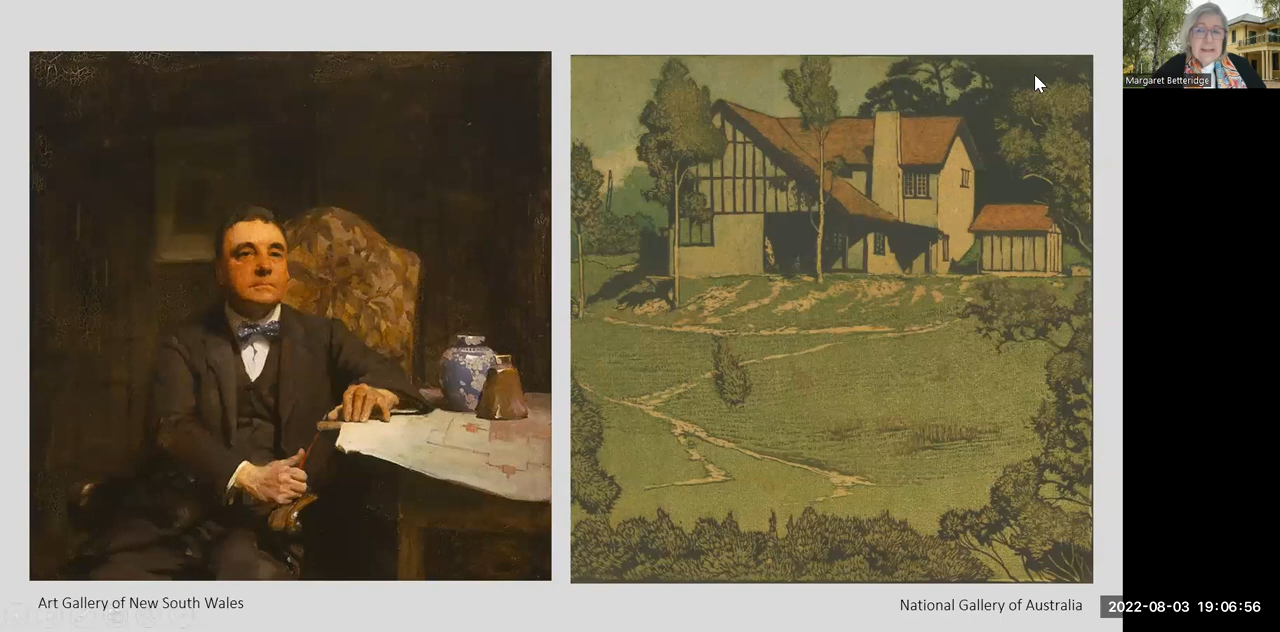 Margaret Betteridge
Art Gallery of New South Wales
National Gallery of Australia
2022-08-03 19:06:56